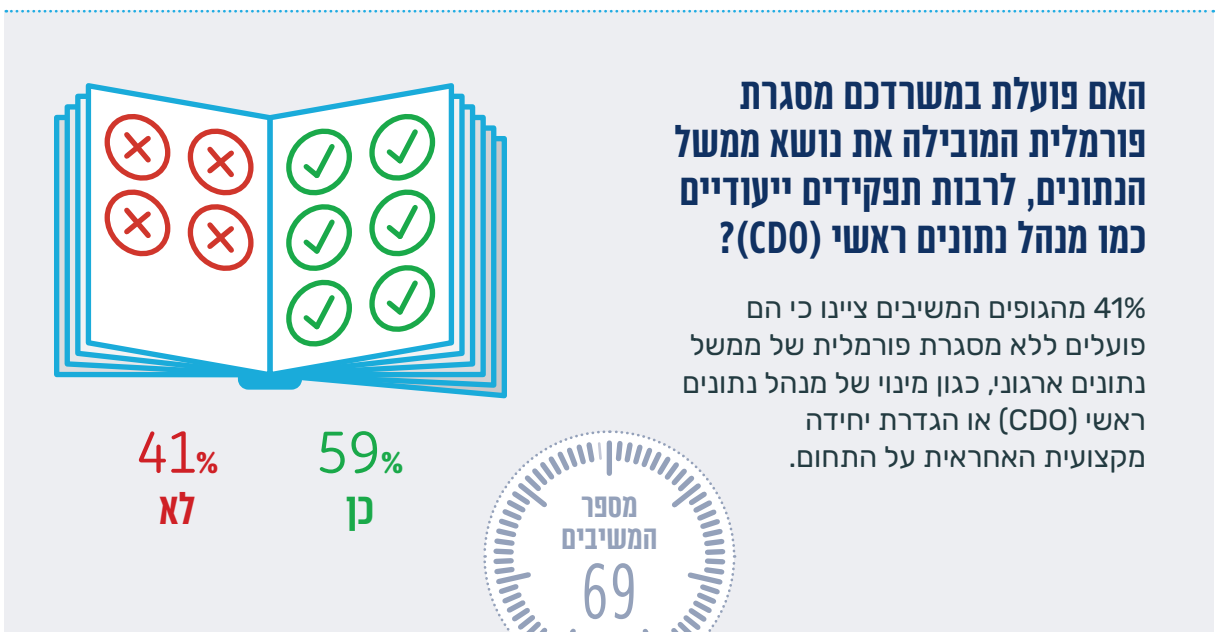 האם פועלת במשרדכם מסגרת
פורמלית המובילה את נושא ממשל
הנתונים, לרבות תפקידים ייעודיים
כמו מנהל נתונים ראשי (CDO)?
41% מהגופים המשיבים ציינו כי הם
פועלים ללא מסגרת פורמלית של ממשל
נתונים ארגוני, כגון מינוי של מנהל נתונים
ראשי (CDO) או הגדרת יחידה
מקצועית האחראית על התחום.
59%
כן
41%
לא
מספר
המשיבים
69